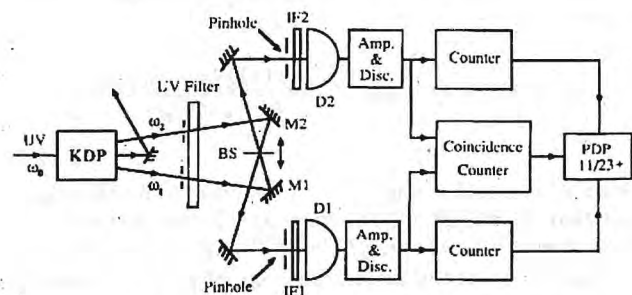 Pinhole
IF2
D2
Amp.
& Disc.
Counter
UV Filter
M2
UV
ω₀
KDP
ω₂
ω₁
BS
M1
Coincidence
Counter
PDP
11/23+
D1
Amp.
& Disc.
Counter
Pinhole
IF1